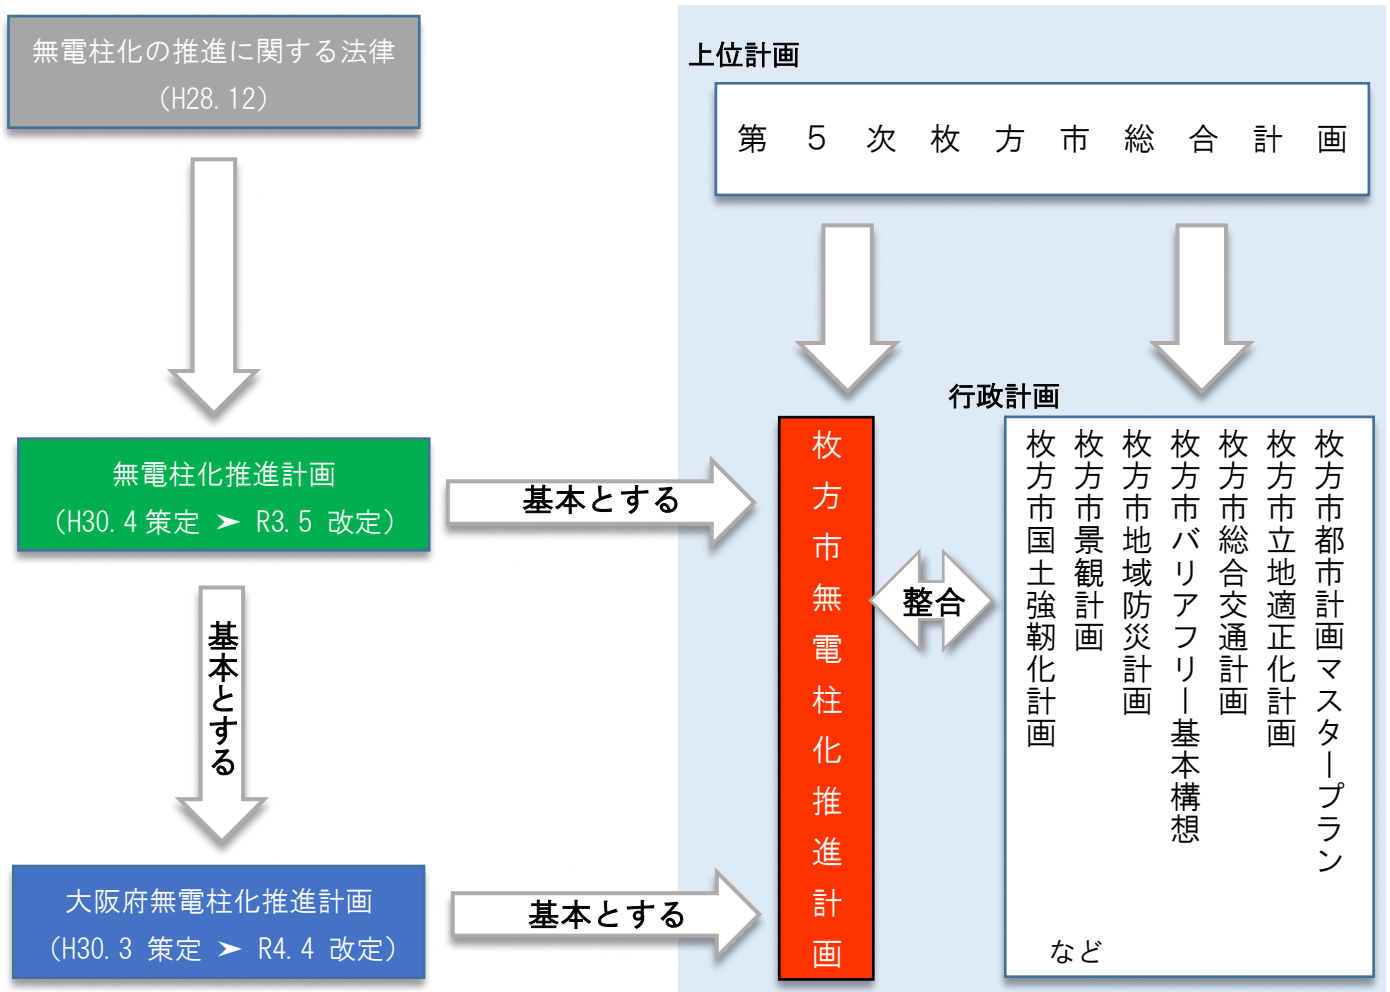 無電柱化の推進に関する法律
（H28.12）
上位計画
第５次枚方市総合計画
行政計画
無電柱化推進計画
（H30.4 策定 ➤ R3.5 改定）
基本とする
枚方市無電柱化推進計画
整合
枚方市都市計画マスタープラン
枚方市立地適正化計画
枚方市総合交通計画
枚方市バリアフリー基本構想
枚方市地域防災計画
枚方市景観計画
枚方市国土強靭化計画
など
基本とする
大阪府無電柱化推進計画
（H30.3 策定 ➤ R4.4 改定）
基本とする